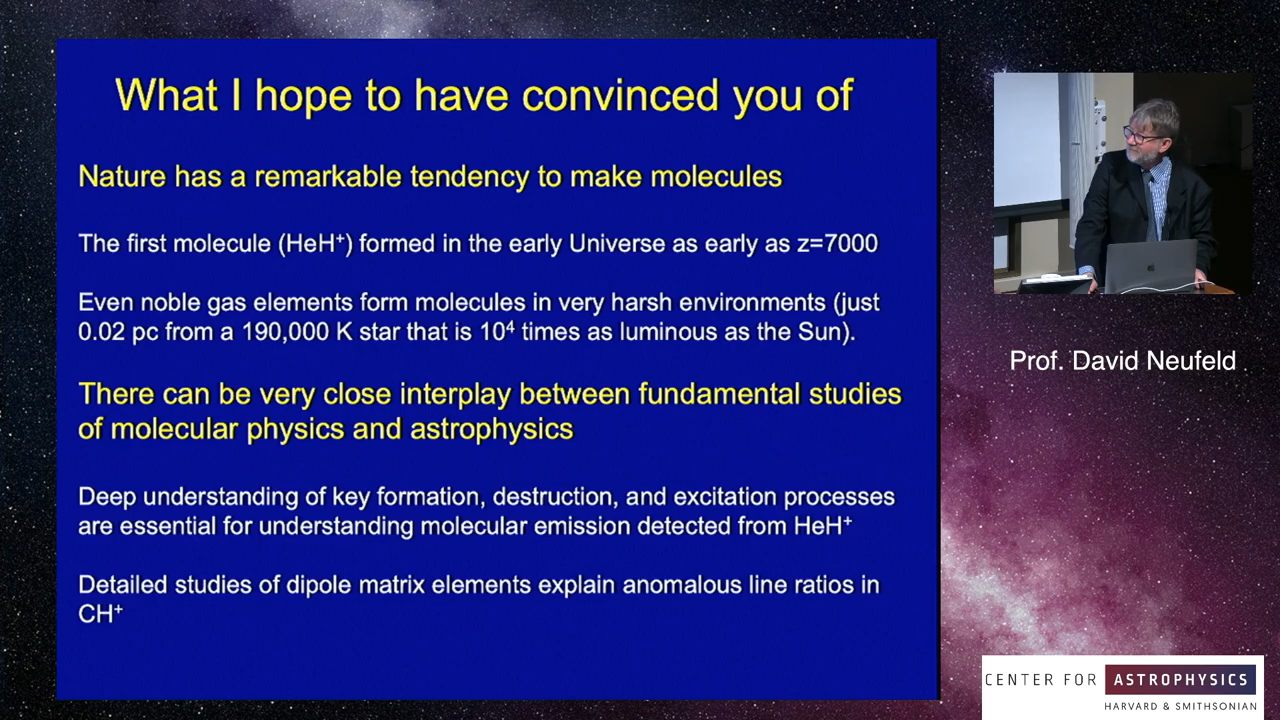 What I hope to have convinced you of
Nature has a remarkable tendency to make molecules
The first molecule (HeH⁺) formed in the early Universe as early as z=7000
Even noble gas elements form molecules in very harsh environments (just
0.02 pc from a 190,000 K star that is 10⁴ times as luminous as the Sun).
There can be very close interplay between fundamental studies
of molecular physics and astrophysics
Deep understanding of key formation, destruction, and excitation processes
are essential for understanding molecular emission detected from HeH⁺
Detailed studies of dipole matrix elements explain anomalous line ratios in
CH⁺
Prof. David Neufeld
CENTER FOR ASTROPHYSICS
HARVARD & SMITHSONIAN